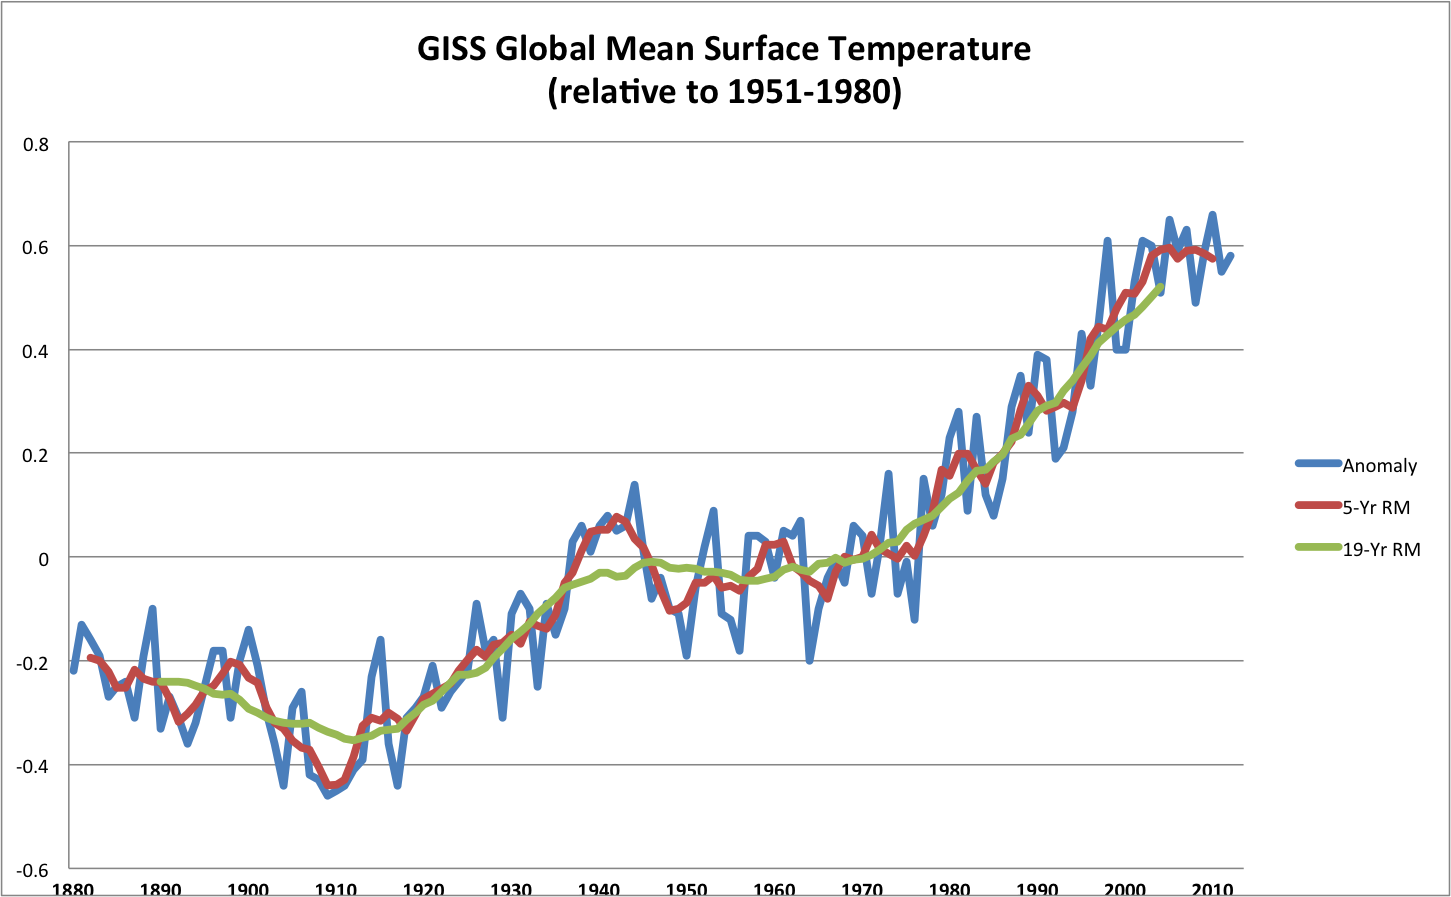 GISS Global Mean Surface Temperature
(relative to 1951-1980)
0.8
0.6
0.4
0.2
0
-0.2
-0.4
-0.6
1880 1890 1900 1910 1920 1930 1940 1950 1960 1970 1980 1990 2000 2010
Anomaly
5-Yr RM
19-Yr RM